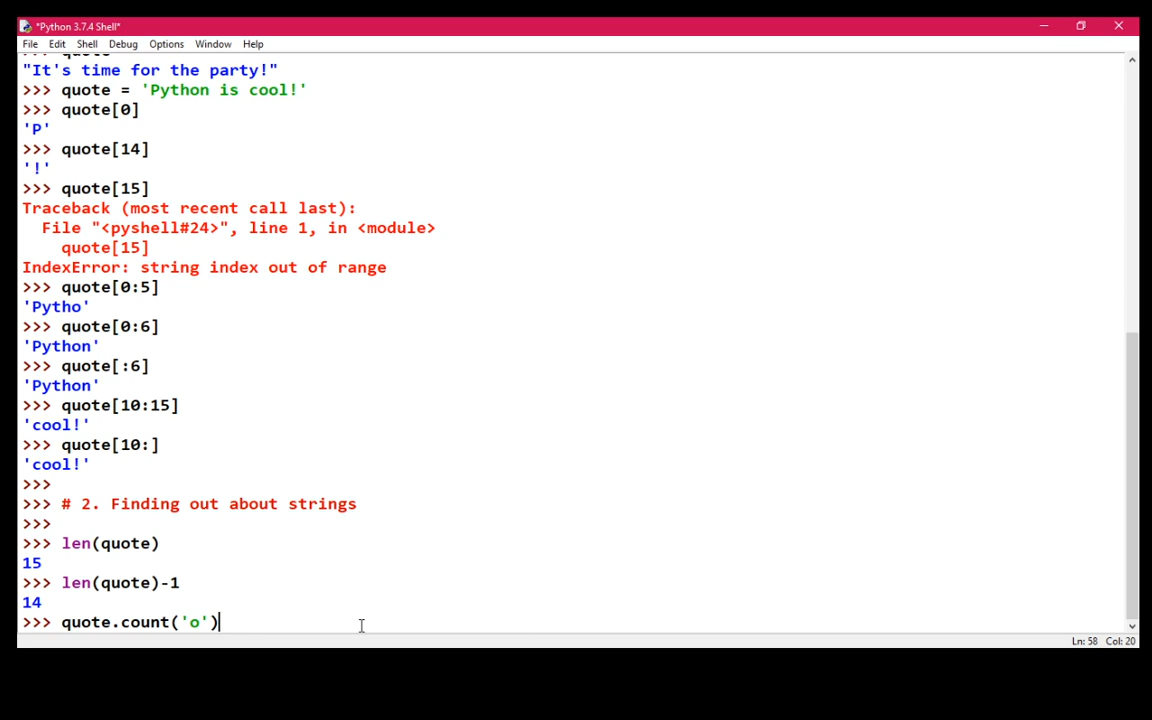 *Python 3.7.4 Shell*
File Edit Shell Debug Options Window Help
"It's time for the party!"
>>> quote = 'Python is cool!'
>>> quote[0]
'P'
>>> quote[14]
'!'
>>> quote[15]
Traceback (most recent call last):
  File "<pyshell#24>", line 1, in <module>
    quote[15]
IndexError: string index out of range
>>> quote[0:5]
'Pytho'
>>> quote[0:6]
'Python'
>>> quote[:6]
'Python'
>>> quote[10:15]
'cool!'
>>> quote[10:]
'cool!'
>>>
>>> # 2. Finding out about strings
>>>
>>> len(quote)
15
>>> len(quote)-1
14
>>> quote.count('o')
Ln: 58 Col: 20